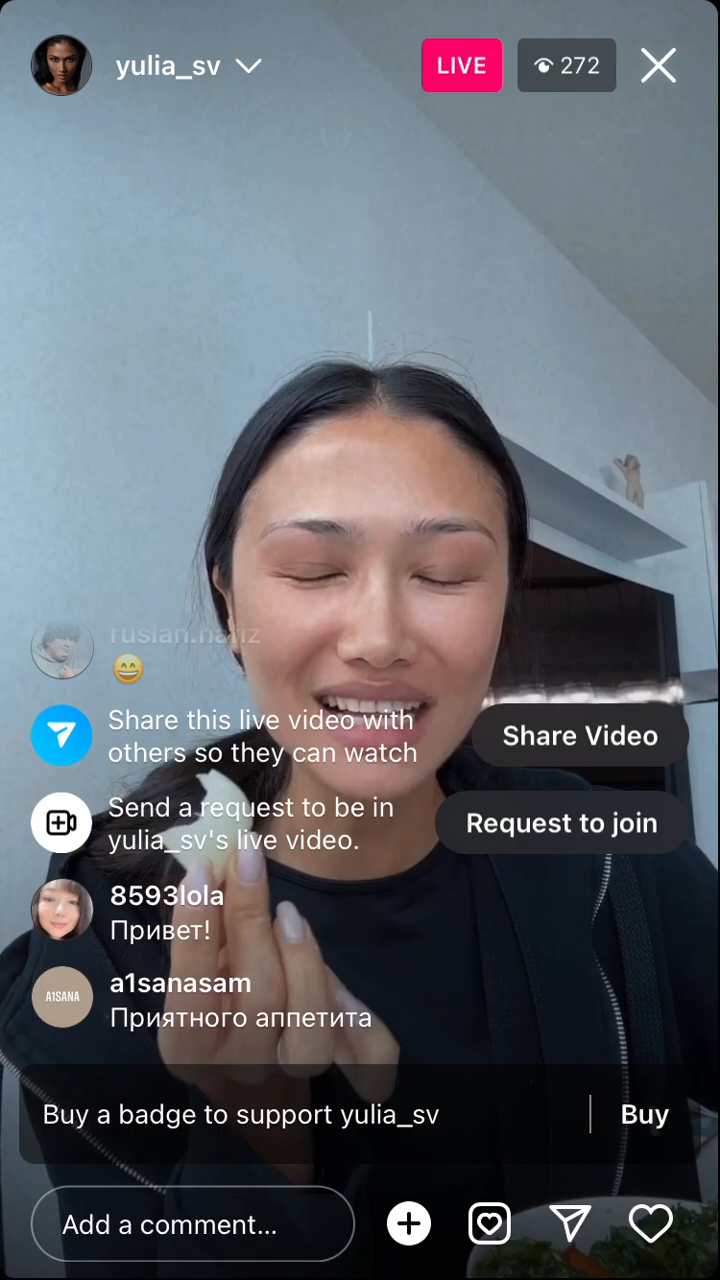 yulia_sv
LIVE
272
ruslan.hafiz
Share this live video with
others so they can watch
Share Video
Send a request to be in
yulia_sv's live video.
Request to join
8593lola
Привет!
A1SANA
a1sanasam
Приятного аппетита
Buy a badge to support yulia_sv
Buy
Add a comment...